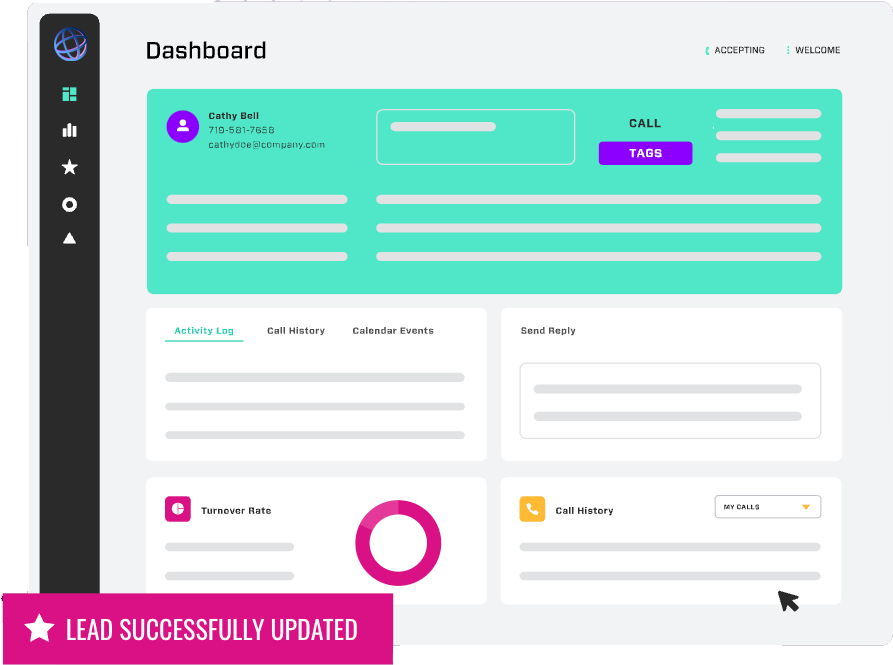 Dashboard
ACCEPTING
WELCOME
Cathy Bell
719-581-7658
cathydoe@company.com
CALL
TAGS
Activity Log
Call History
Calendar Events
Send Reply
Turnover Rate
Call History
MY CALLS
LEAD SUCCESSFULLY UPDATED